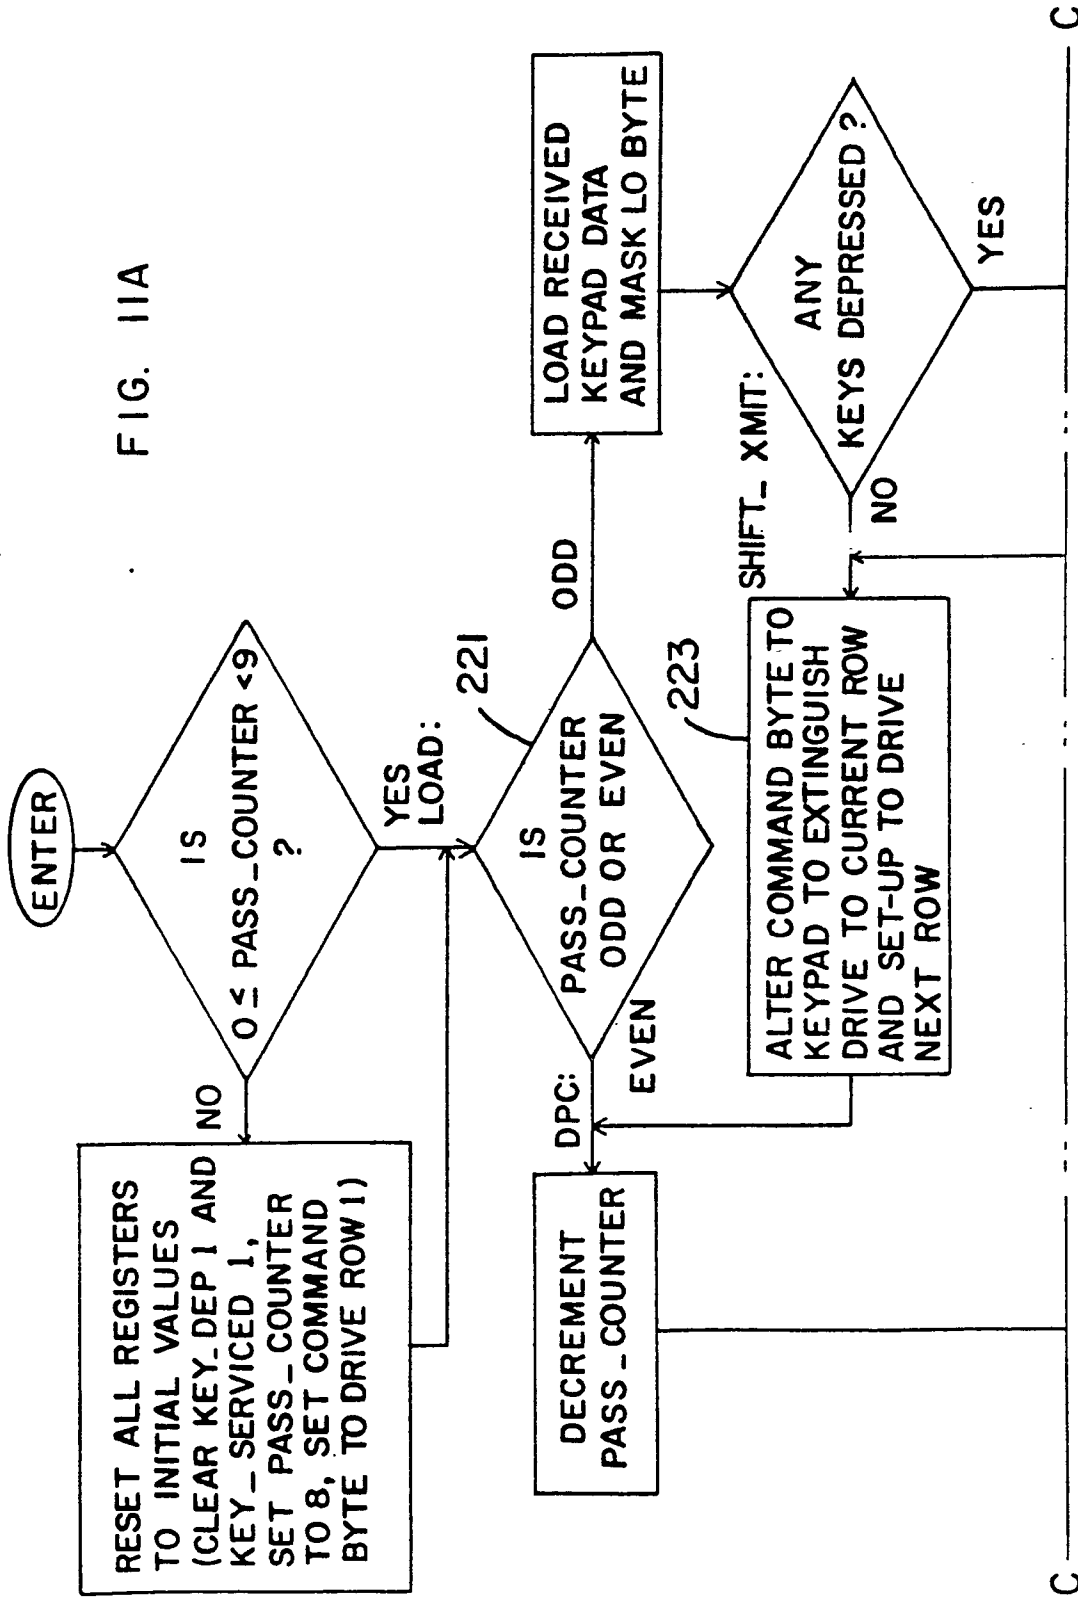 FIG. 11A
ENTER
IS
0 ≤ PASS_COUNTER <9
?
NO
YES
LOAD:
RESET ALL REGISTERS
TO INITIAL VALUES
(CLEAR KEY_DEP 1 AND
KEY_SERVICED 1,
SET PASS_COUNTER
TO 8, SET COMMAND
BYTE TO DRIVE ROW 1)
221
IS
PASS_COUNTER
ODD OR EVEN
ODD
EVEN
DPC:
DECREMENT
PASS_COUNTER
LOAD RECEIVED
KEYPAD DATA
AND MASK LO BYTE
ANY
KEYS DEPRESSED ?
YES
NO
SHIFT_ XMIT:
223
ALTER COMMAND BYTE TO
KEYPAD TO EXTINGUISH
DRIVE TO CURRENT ROW
AND SET-UP TO DRIVE
NEXT ROW
C
C